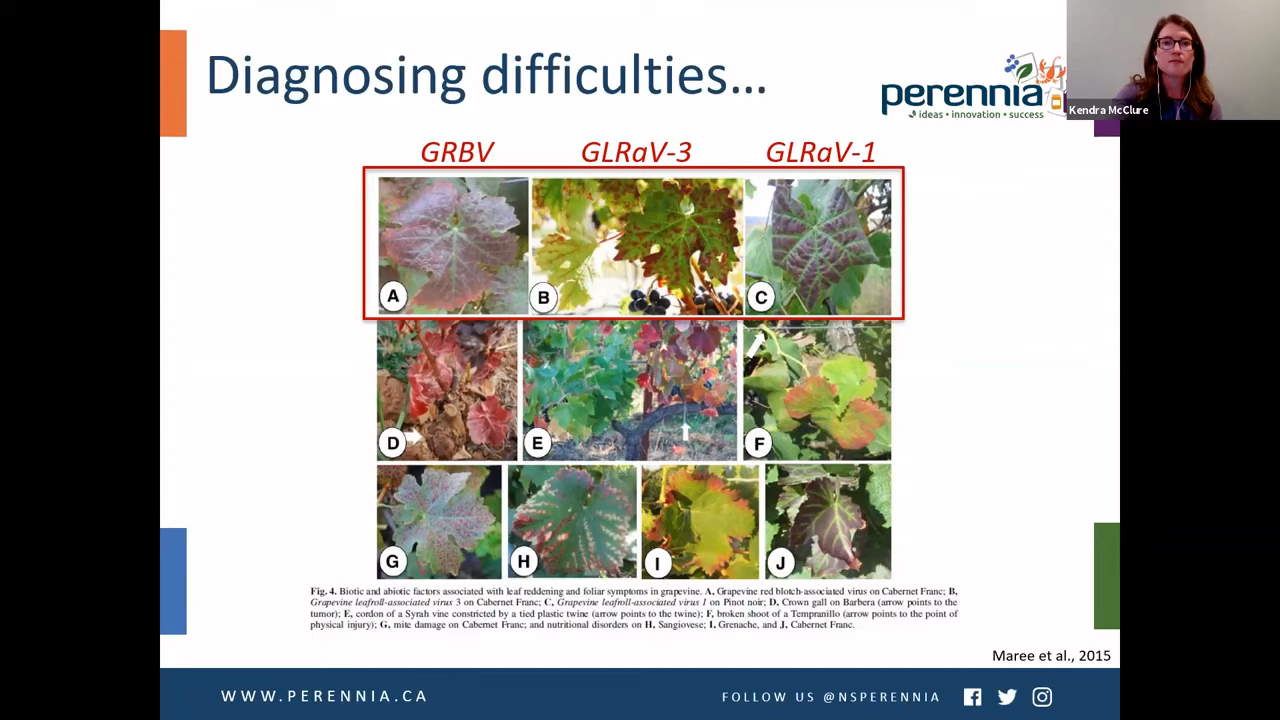 Diagnosing difficulties...
perennia
ideas • innovation • success
Kendra McClure
GRBV GLRaV-3 GLRaV-1
A B C
D E F
G H I J
Fig. 4. Biotic and abiotic factors associated with leaf reddening and foliar symptoms in grapevine. A, Grapevine red blotch-associated virus on Cabernet Franc; B,
Grapevine leafroll-associated virus 3 on Cabernet Franc; C, Grapevine leafroll-associated virus 1 on Pinot noir; D, Crown gall on Barbera (arrow points to the
tumor); E, cordon of a Syrah vine constricted by a tied plastic twine (arrow points to the twine); F, broken shoot of a Tempranillo (arrow points to the point of
physical injury); G, mite damage on Cabernet Franc; and nutritional disorders on H, Sangiovese; I, Grenache, and J, Cabernet Franc.
Maree et al., 2015
WWW.PERENNIA.CA
FOLLOW US @NSPERENNIA